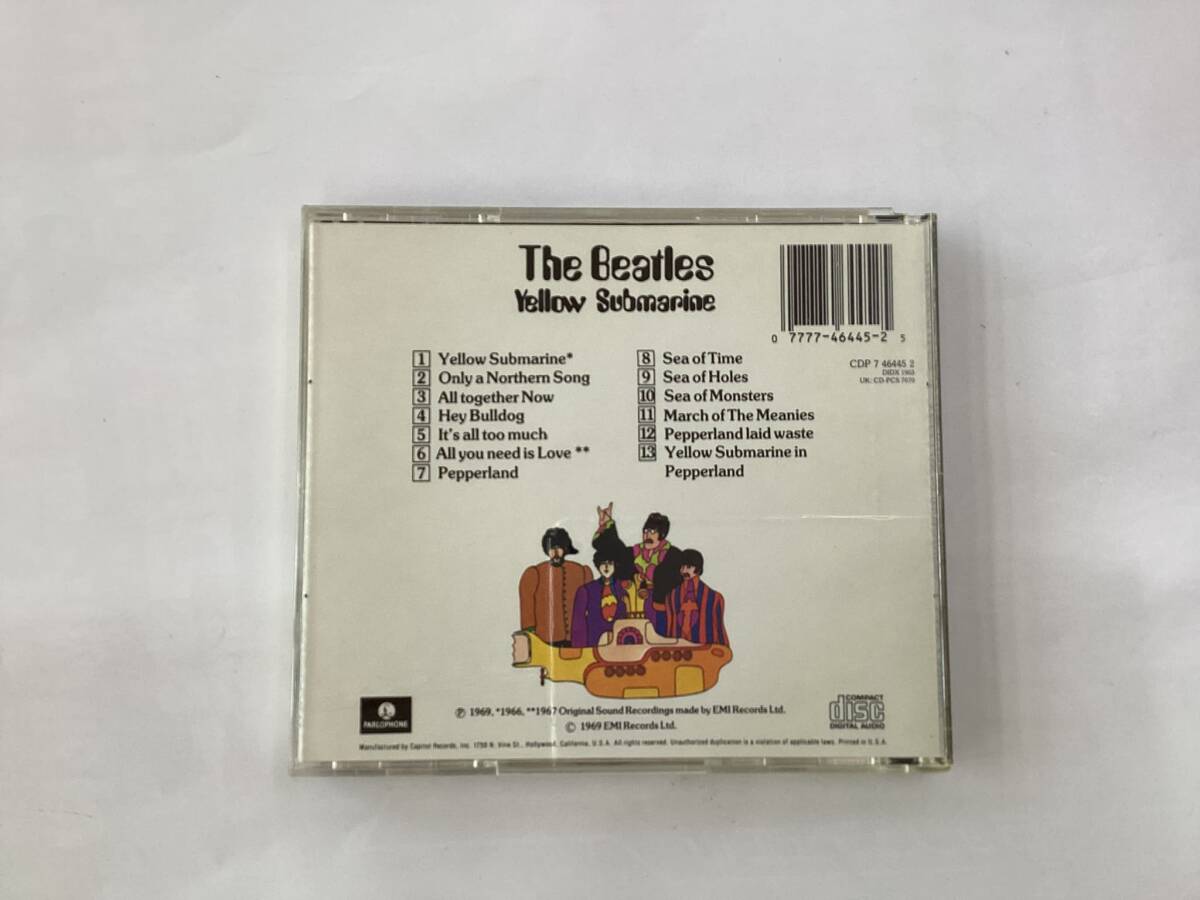 The Beatles
Yellow Submarine
0 7777-46445-2 5
CDP 7 46445 2
DIDX 1903
UK: CD-PCS 7070
1 Yellow Submarine*
2 Only a Northern Song
3 All together Now
4 Hey Bulldog
5 It's all too much
6 All you need is Love **
7 Pepperland
8 Sea of Time
9 Sea of Holes
10 Sea of Monsters
11 March of The Meanies
12 Pepperland laid waste
13 Yellow Submarine in
Pepperland
PARLOPHONE
℗ 1969, *1966, **1967 Original Sound Recordings made by EMI Records Ltd.
© 1969 EMI Records Ltd.
COMPACT
disc
DIGITAL AUDIO
Manufactured by Capitol Records, Inc. 1750 N. Vine St., Hollywood, California, U.S.A. All rights reserved. Unauthorized duplication is a violation of applicable laws. Printed in U.S.A.